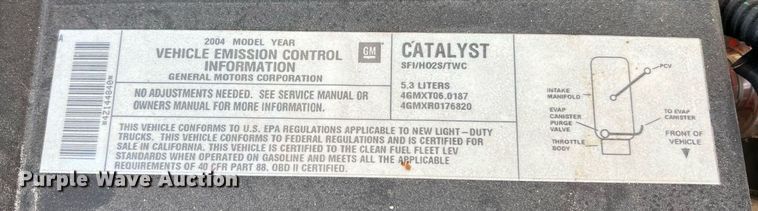 2004 MODEL YEAR
VEHICLE EMISSION CONTROL
INFORMATION
GENERAL MOTORS CORPORATION
GM
NO ADJUSTMENTS NEEDED. SEE SERVICE MANUAL OR
OWNERS MANUAL FOR MORE INFORMATION.
CATALYST
SFI/HO2S/TWC
5.3 LITERS
4GMXT06.0187
4GMXR0176820
THIS VEHICLE CONFORMS TO U.S. EPA REGULATIONS APPLICABLE TO NEW LIGHT-DUTY
TRUCKS. THIS VEHICLE CONFORMS TO FEDERAL REGULATIONS AND IS CERTIFIED FOR
SALE IN CALIFORNIA. THIS VEHICLE IS CERTIFIED TO THE CLEAN FUEL FLEET LEV
STANDARDS WHEN OPERATED ON GASOLINE AND MEETS ALL THE APPLICABLE
REQUIREMENTS OF 40 CFR PART 88. OBD II CERTIFIED.
*42144840*
A
PCV
INTAKE
MANIFOLD
EVAP
CANISTER
PURGE
VALVE
THROTTLE
BODY
TO EVAP
CANISTER
FRONT OF
VEHICLE
Purple Wave Auction